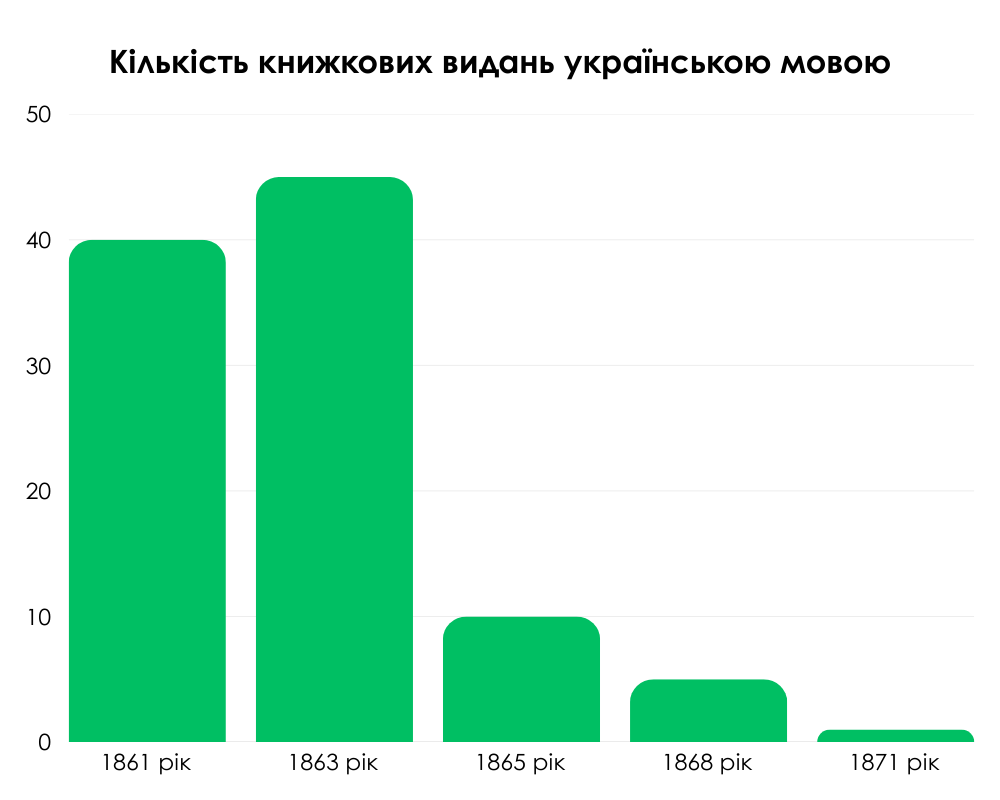 Кількість книжкових видань українською мовою
50
40
30
20
10
0
1861 рік
1863 рік
1865 рік
1868 рік
1871 рік